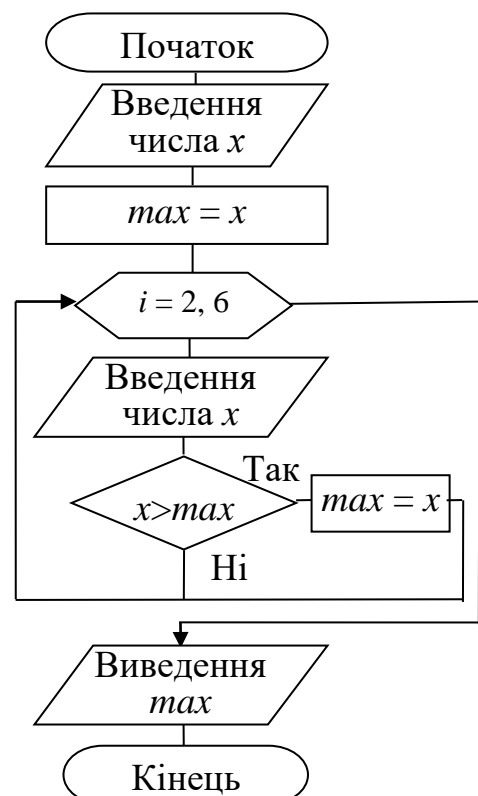 Початок
Введення
числа x
max = x
i = 2, 6
Введення
числа x
Так
x>max
max = x
Ні
Виведення
max
Кінець